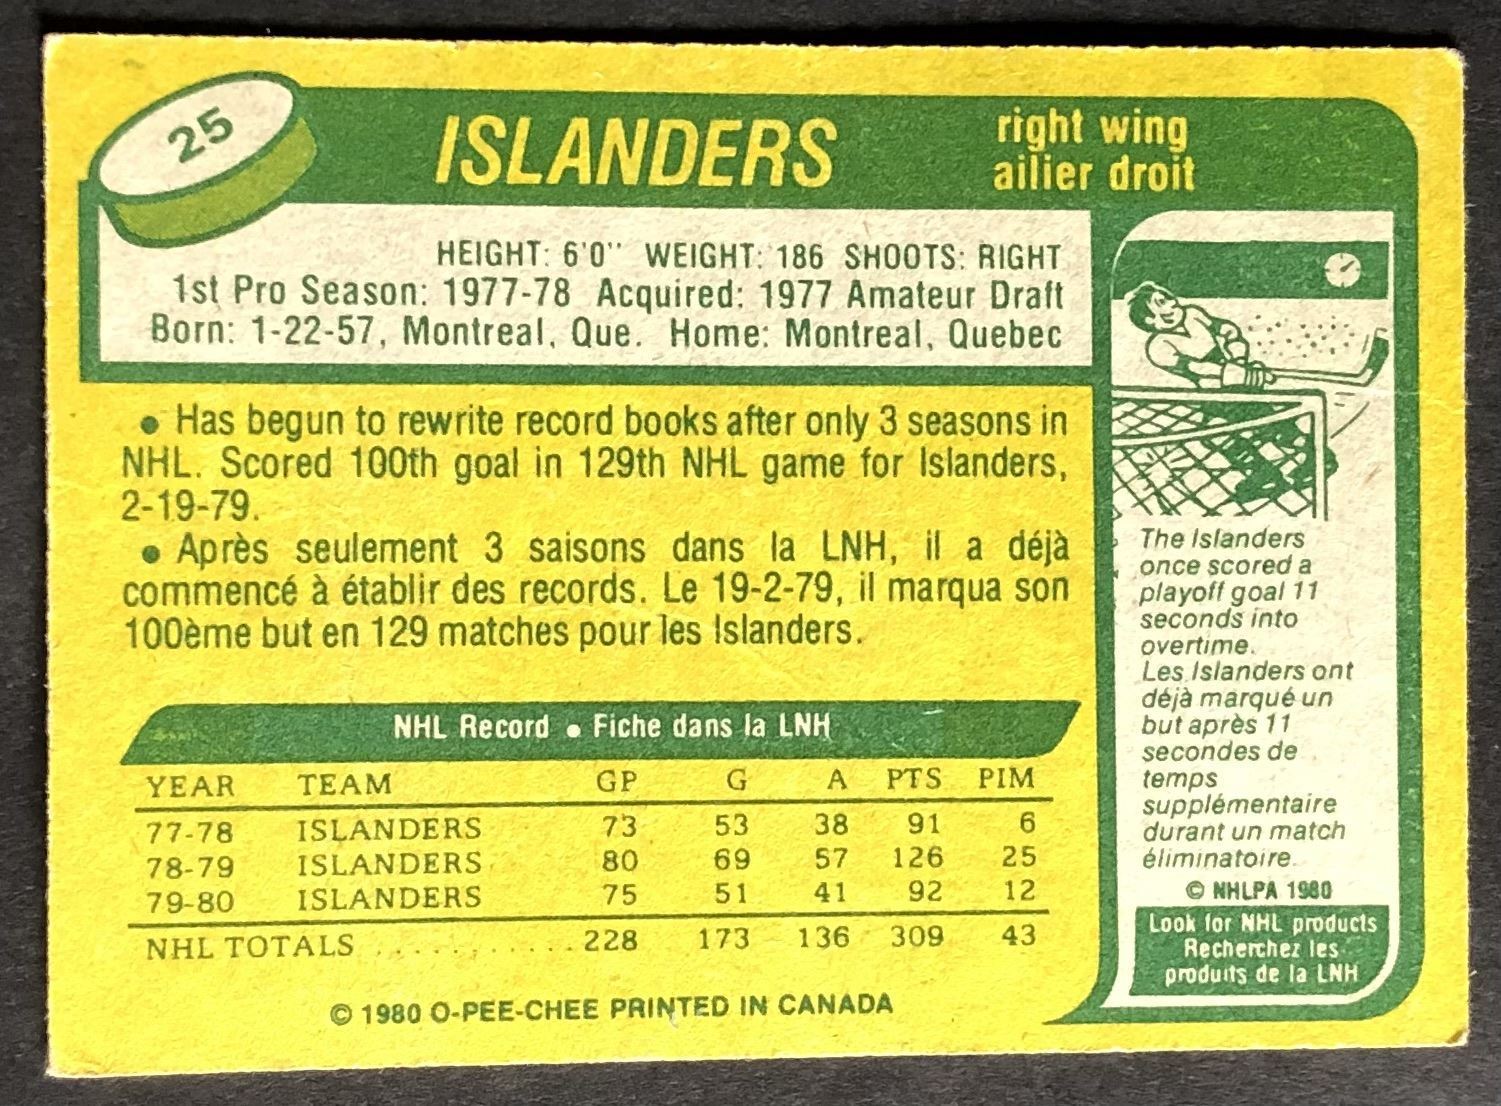 25
ISLANDERS
right wing
ailier droit
HEIGHT: 6'0" WEIGHT: 186 SHOOTS: RIGHT
1st Pro Season: 1977-78 Acquired: 1977 Amateur Draft
Born: 1-22-57, Montreal, Que. Home: Montreal, Quebec
• Has begun to rewrite record books after only 3 seasons in
NHL. Scored 100th goal in 129th NHL game for Islanders,
2-19-79.
• Après seulement 3 saisons dans la LNH, il a déjà
commencé à établir des records. Le 19-2-79, il marqua son
100ème but en 129 matches pour les Islanders.
NHL Record • Fiche dans la LNH
YEAR TEAM GP G A PTS PIM
77-78 ISLANDERS 73 53 38 91 6
78-79 ISLANDERS 80 69 57 126 25
79-80 ISLANDERS 75 51 41 92 12
NHL TOTALS ............ 228 173 136 309 43
© 1980 O-PEE-CHEE PRINTED IN CANADA
The Islanders
once scored a
playoff goal 11
seconds into
overtime.
Les Islanders ont
déjà marqué un
but après 11
secondes de
temps
supplémentaire
durant un match
éliminatoire.
© NHLPA 1980
Look for NHL products
Recherchez les
produits de la LNH